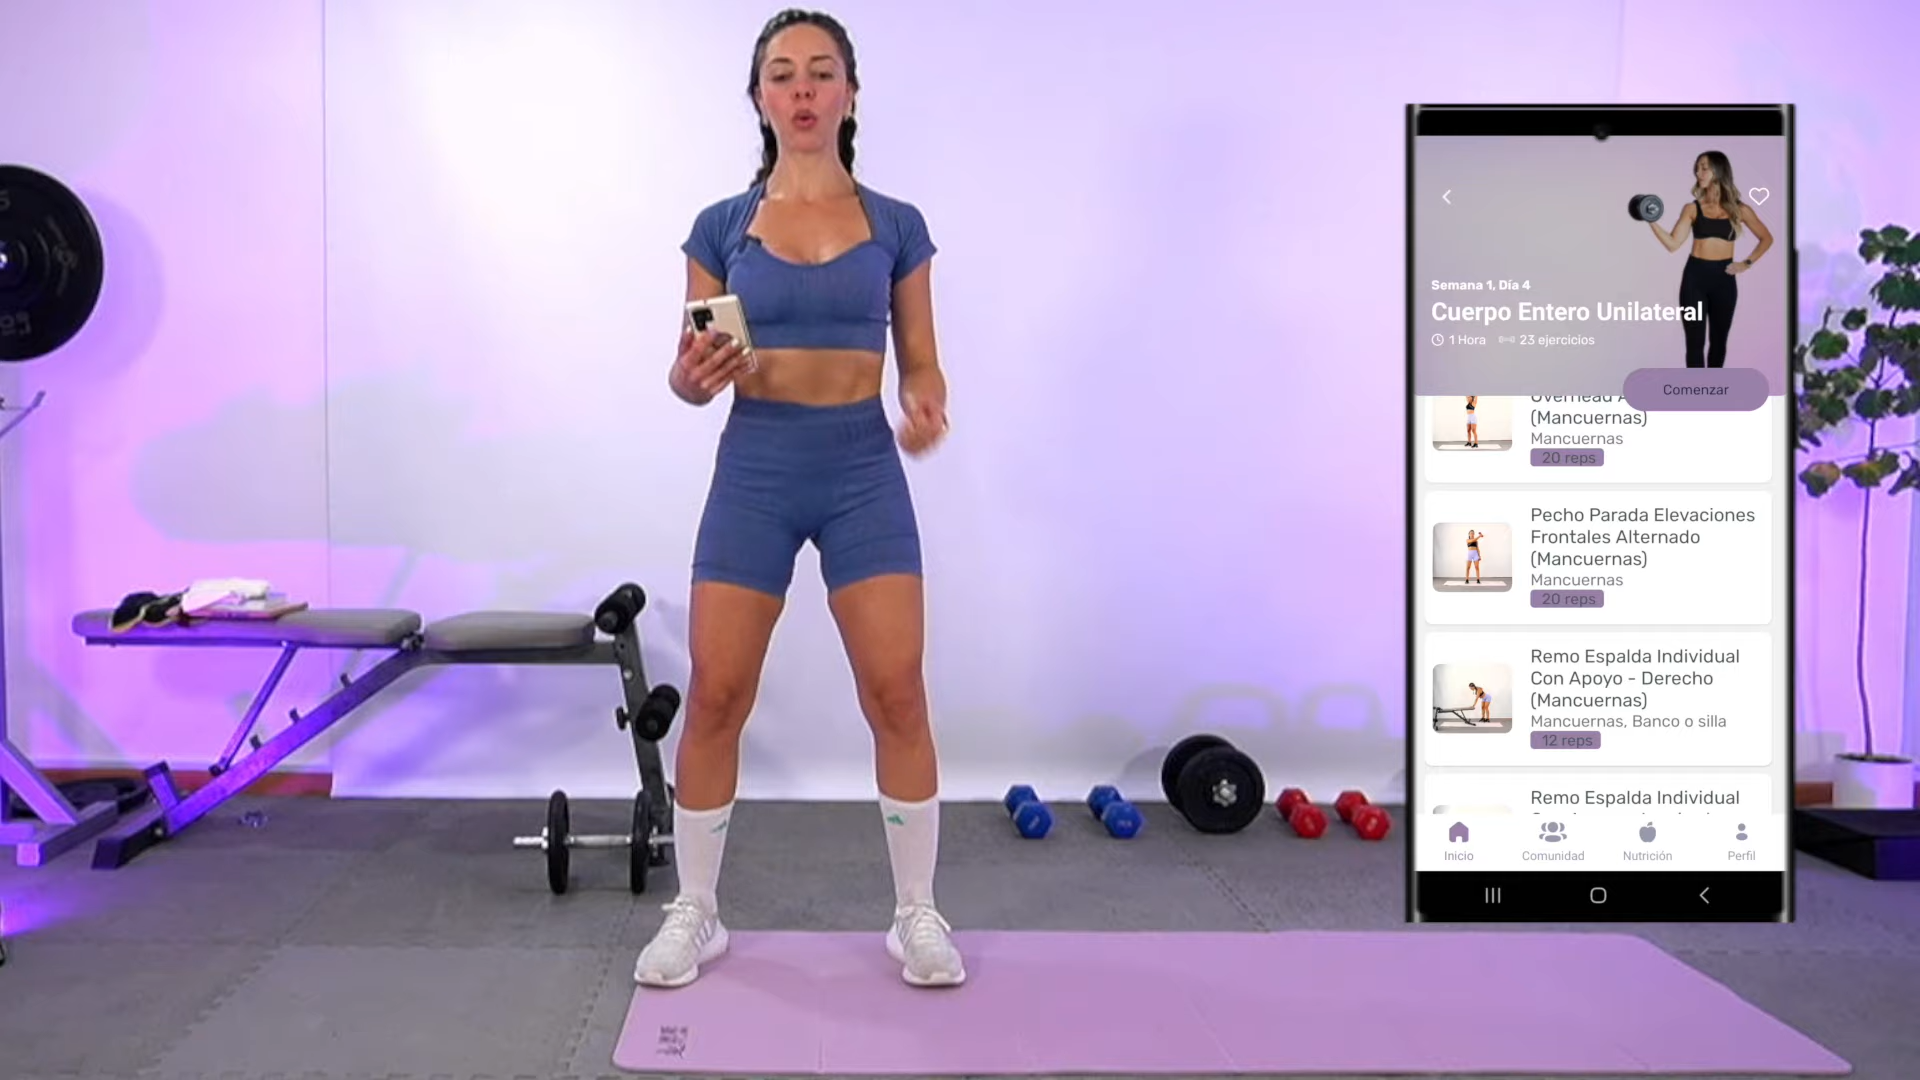 Semana 1, Día 4
Cuerpo Entero Unilateral
1 Hora 23 ejercicios
Comenzar
Overhead
(Mancuernas)
Mancuernas
20 reps
Pecho Parada Elevaciones
Frontales Alternado
(Mancuernas)
Mancuernas
20 reps
Remo Espalda Individual
Con Apoyo - Derecho
(Mancuernas)
Mancuernas, Banco o silla
12 reps
Remo Espalda Individual
Inicio
Comunidad
Nutrición
Perfil